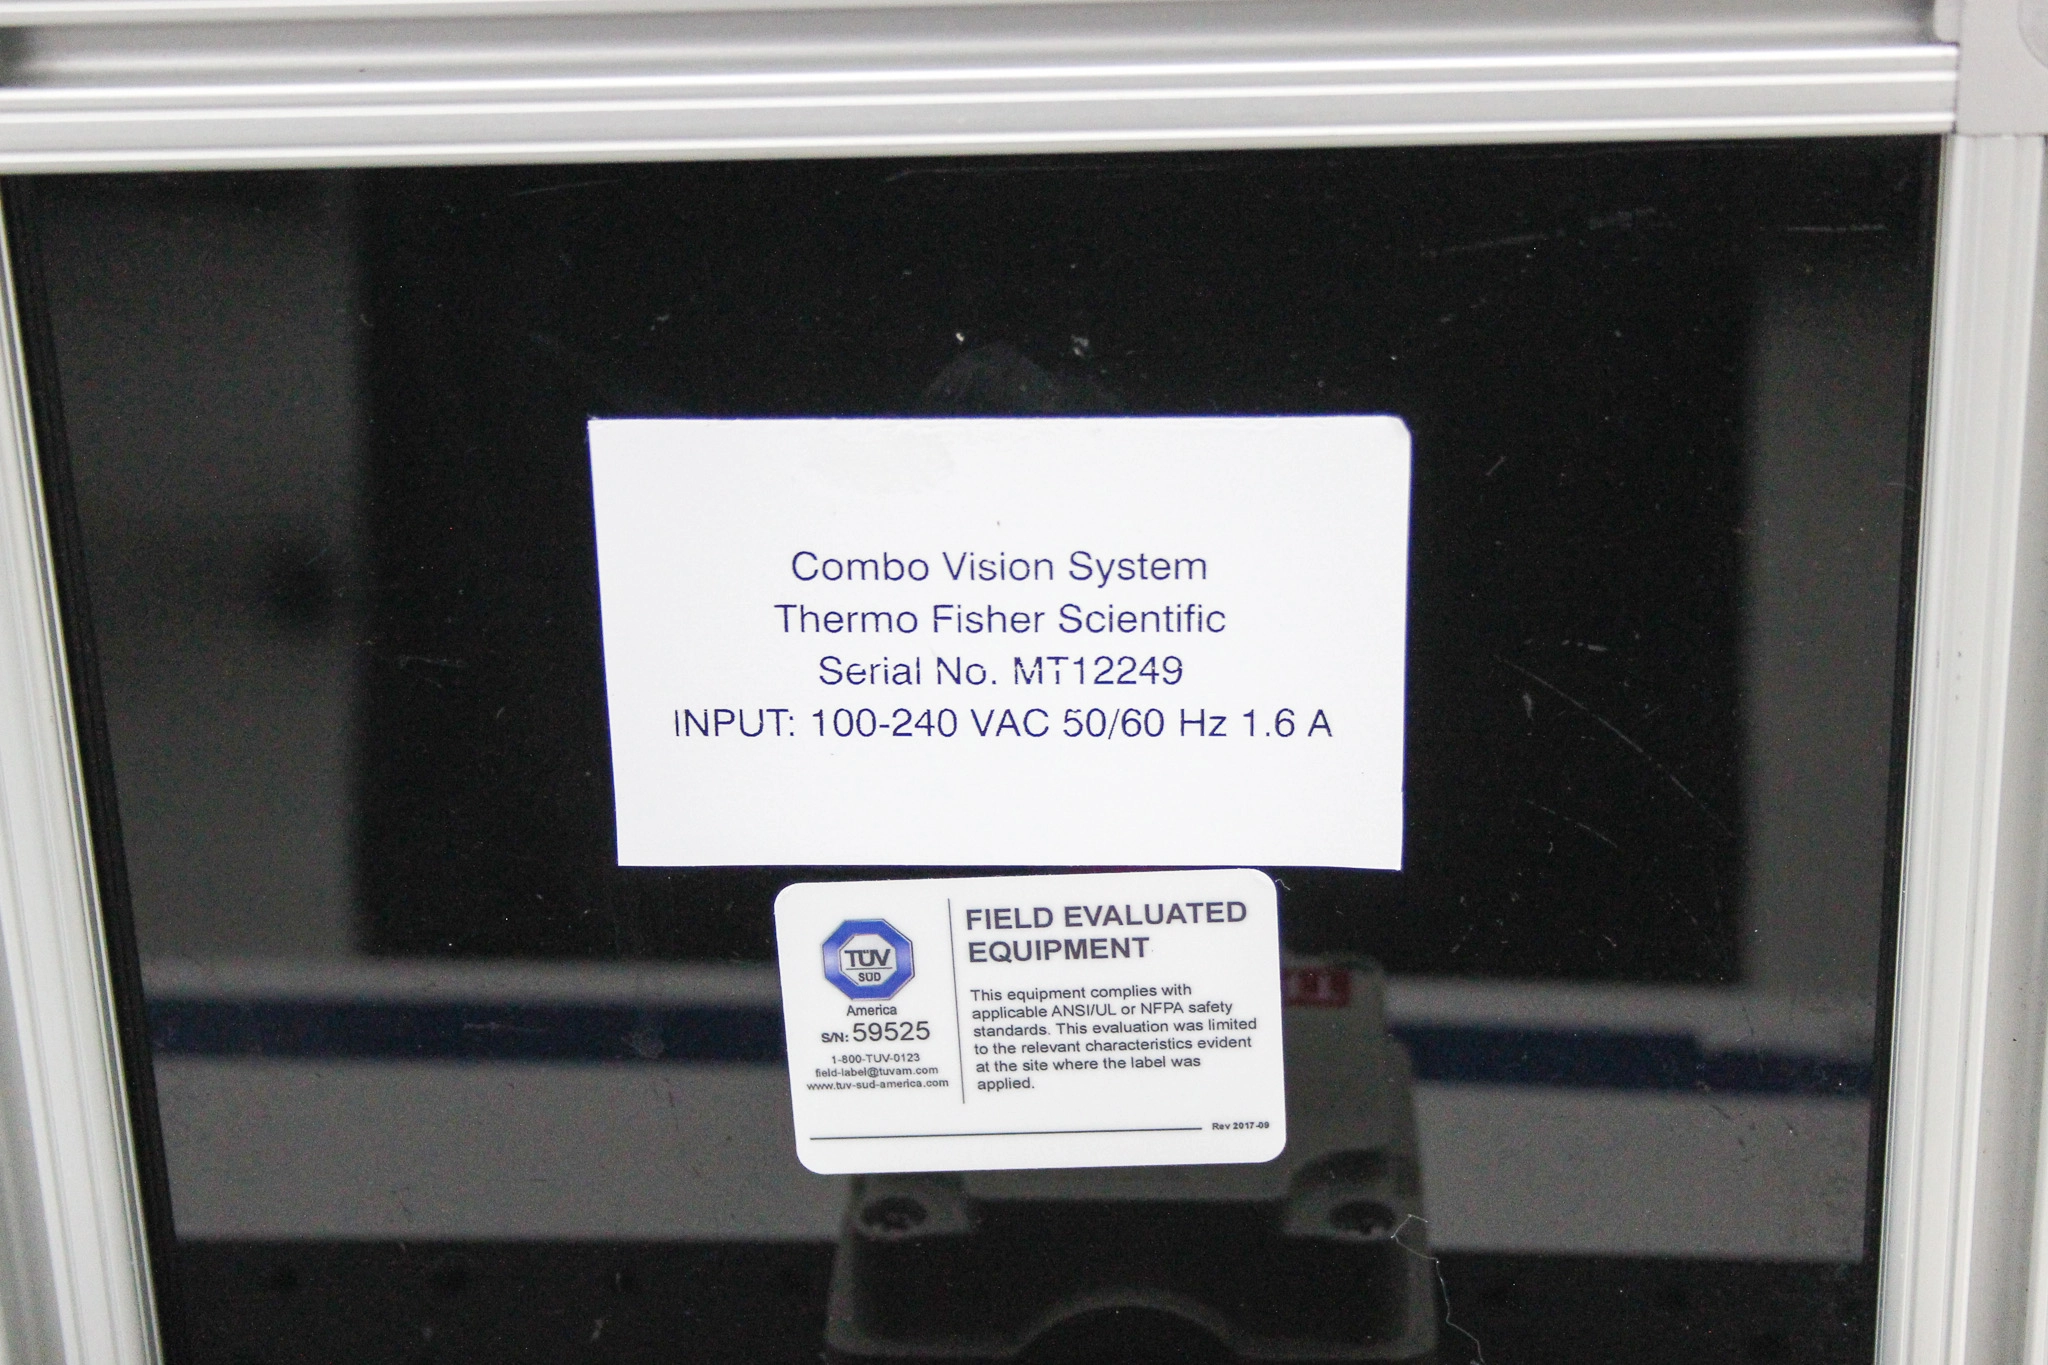 Combo Vision System
Thermo Fisher Scientific
Serial No. MT12249
INPUT: 100-240 VAC 50/60 Hz 1.6 A
TÜV
SÜD
America
S/N: 59525
1-800-TUV-0123
field-label@tuvam.com
www.tuv-sud-america.com
FIELD EVALUATED
EQUIPMENT
This equipment complies with
applicable ANSI/UL or NFPA safety
standards. This evaluation was limited
to the relevant characteristics evident
at the site where the label was
applied.
Rev 2017-09